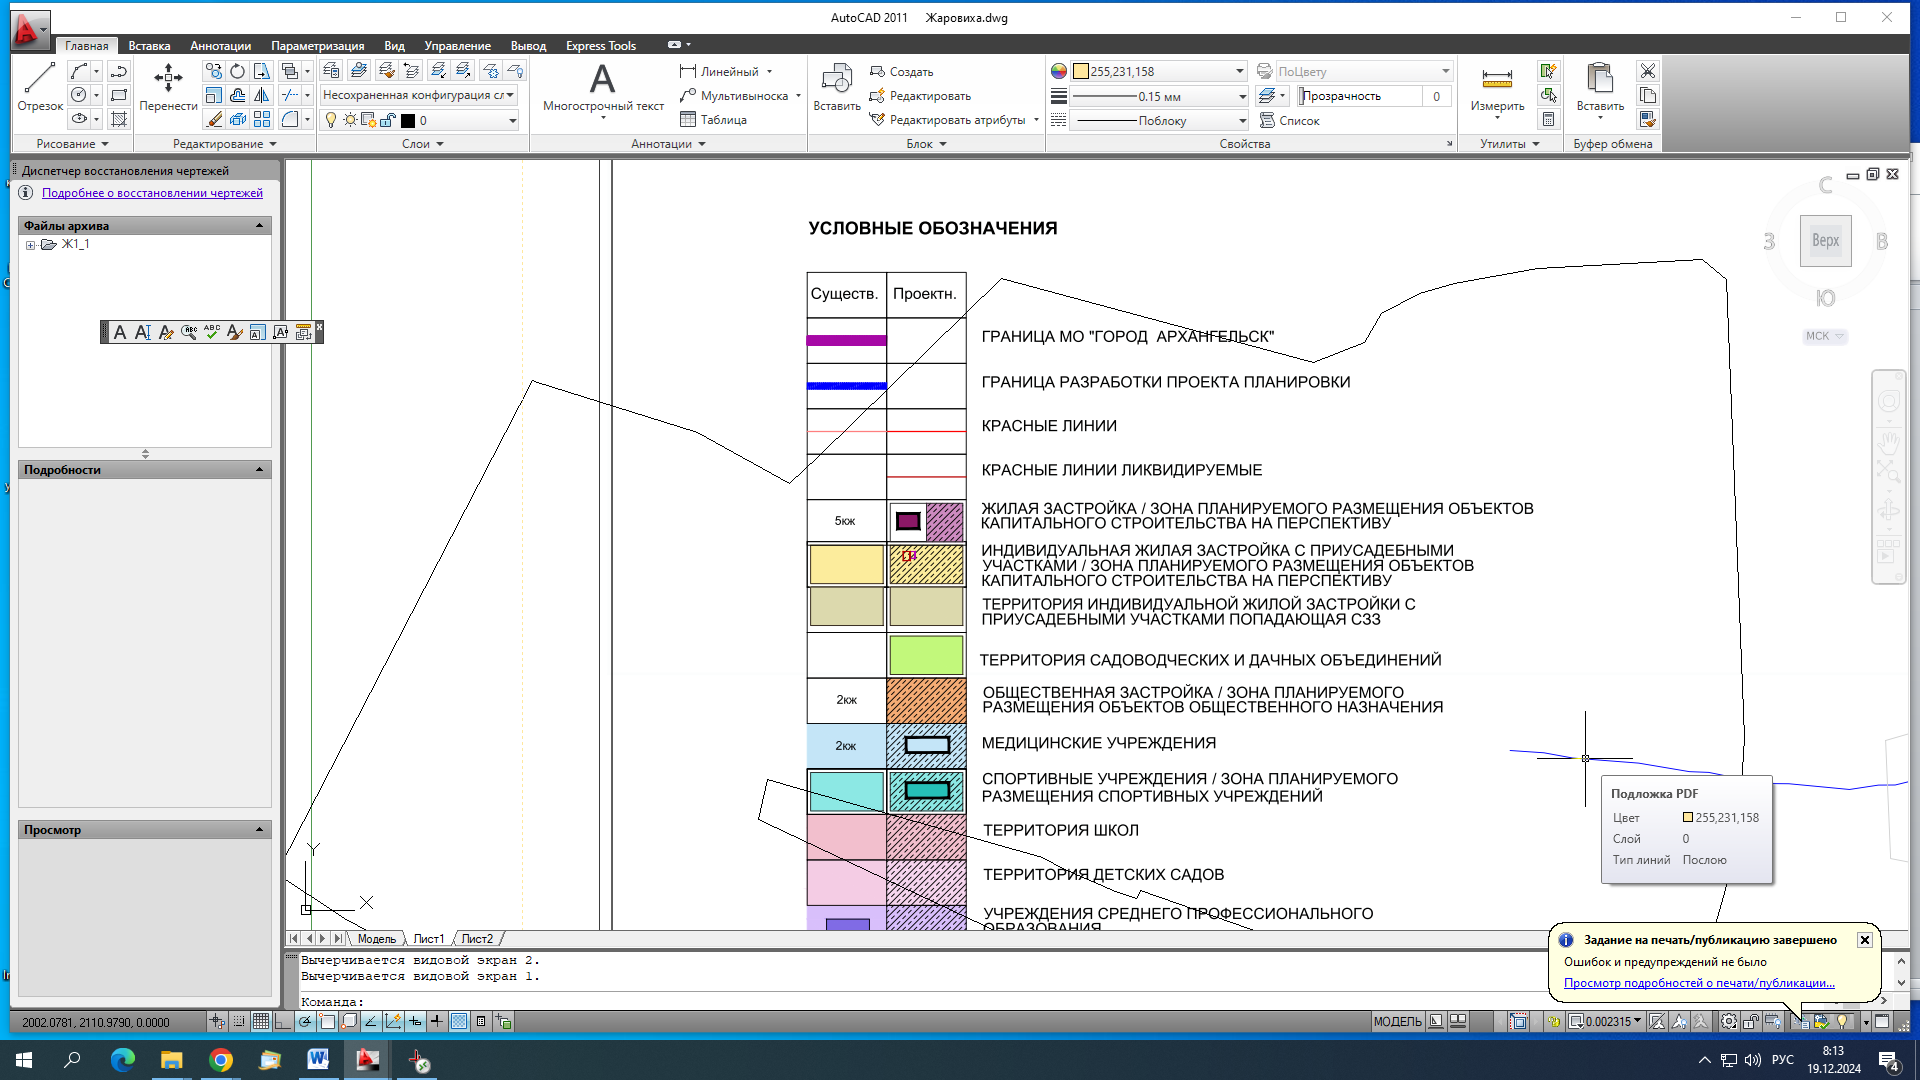 AutoCAD 2011 Жаровиха.dwg
Главная Вставка Аннотации Параметризация Вид Управление Вывод Express Tools
Отрезок
Перенести
Несохраненная конфигурация сл
0
Многострочный текст
Линейный
Мультивыноска
Таблица
Вставить
Создать
Редактировать
Редактировать атрибуты
255,231,158
0.15 мм
Поблоку
ПоЦвету
Прозрачность 0
Список
Измерить
Вставить
Рисование Редактирование Слои Аннотации Блок Свойства Утилиты Буфер обмена
Диспетчер восстановления чертежей
Подробнее о восстановлении чертежей
Файлы архива
Ж1_1
Подробности
Просмотр
УСЛОВНЫЕ ОБОЗНАЧЕНИЯ
Существ. Проектн.
ГРАНИЦА МО "ГОРОД АРХАНГЕЛЬСК"
ГРАНИЦА РАЗРАБОТКИ ПРОЕКТА ПЛАНИРОВКИ
КРАСНЫЕ ЛИНИИ
КРАСНЫЕ ЛИНИИ ЛИКВИДИРУЕМЫЕ
5кж
ЖИЛАЯ ЗАСТРОЙКА / ЗОНА ПЛАНИРУЕМОГО РАЗМЕЩЕНИЯ ОБЪЕКТОВ
КАПИТАЛЬНОГО СТРОИТЕЛЬСТВА НА ПЕРСПЕКТИВУ
ИНДИВИДУАЛЬНАЯ ЖИЛАЯ ЗАСТРОЙКА С ПРИУСАДЕБНЫМИ
УЧАСТКАМИ / ЗОНА ПЛАНИРУЕМОГО РАЗМЕЩЕНИЯ ОБЪЕКТОВ
КАПИТАЛЬНОГО СТРОИТЕЛЬСТВА НА ПЕРСПЕКТИВУ
ТЕРРИТОРИЯ ИНДИВИДУАЛЬНОЙ ЖИЛОЙ ЗАСТРОЙКИ С
ПРИУСАДЕБНЫМИ УЧАСТКАМИ ПОПАДАЮЩАЯ СЗЗ
ТЕРРИТОРИЯ САДОВОДЧЕСКИХ И ДАЧНЫХ ОБЪЕДИНЕНИЙ
2кж
ОБЩЕСТВЕННАЯ ЗАСТРОЙКА / ЗОНА ПЛАНИРУЕМОГО
РАЗМЕЩЕНИЯ ОБЪЕКТОВ ОБЩЕСТВЕННОГО НАЗНАЧЕНИЯ
2кж
МЕДИЦИНСКИЕ УЧРЕЖДЕНИЯ
СПОРТИВНЫЕ УЧРЕЖДЕНИЯ / ЗОНА ПЛАНИРУЕМОГО
РАЗМЕЩЕНИЯ СПОРТИВНЫХ УЧРЕЖДЕНИЙ
ТЕРРИТОРИЯ ШКОЛ
ТЕРРИТОРИЯ ДЕТСКИХ САДОВ
УЧРЕЖДЕНИЯ СРЕДНЕГО ПРОФЕССИОНАЛЬНОГО
ОБРАЗОВАНИЯ
С
З Верх В
Ю
МСК
Подложка PDF
Цвет 255,231,158
Слой 0
Тип линий Послою
Y
X
Модель Лист1 Лист2
Вычерчивается видовой экран 2.
Вычерчивается видовой экран 1.
Команда:
Задание на печать/публикацию завершено
Ошибок и предупреждений не было
Просмотр подробностей о печати/публикации...
2002.0781, 2110.9790, 0.0000
МОДЕЛЬ
0.002315
РУС
8:13
19.12.2024
4